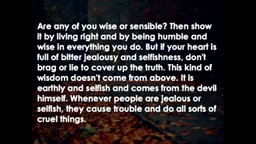 Are any of you wise or sensible? Then show
it by living right and by being humble and
wise in everything you do. But if your heart is
full of bitter jealousy and selfishness, don't
brag or lie to cover up the truth. This kind of
wisdom doesn't come from above. It is
earthly and selfish and comes from the devil
himself. Whenever people are jealous or
selfish, they cause trouble and do all sorts of
cruel things.